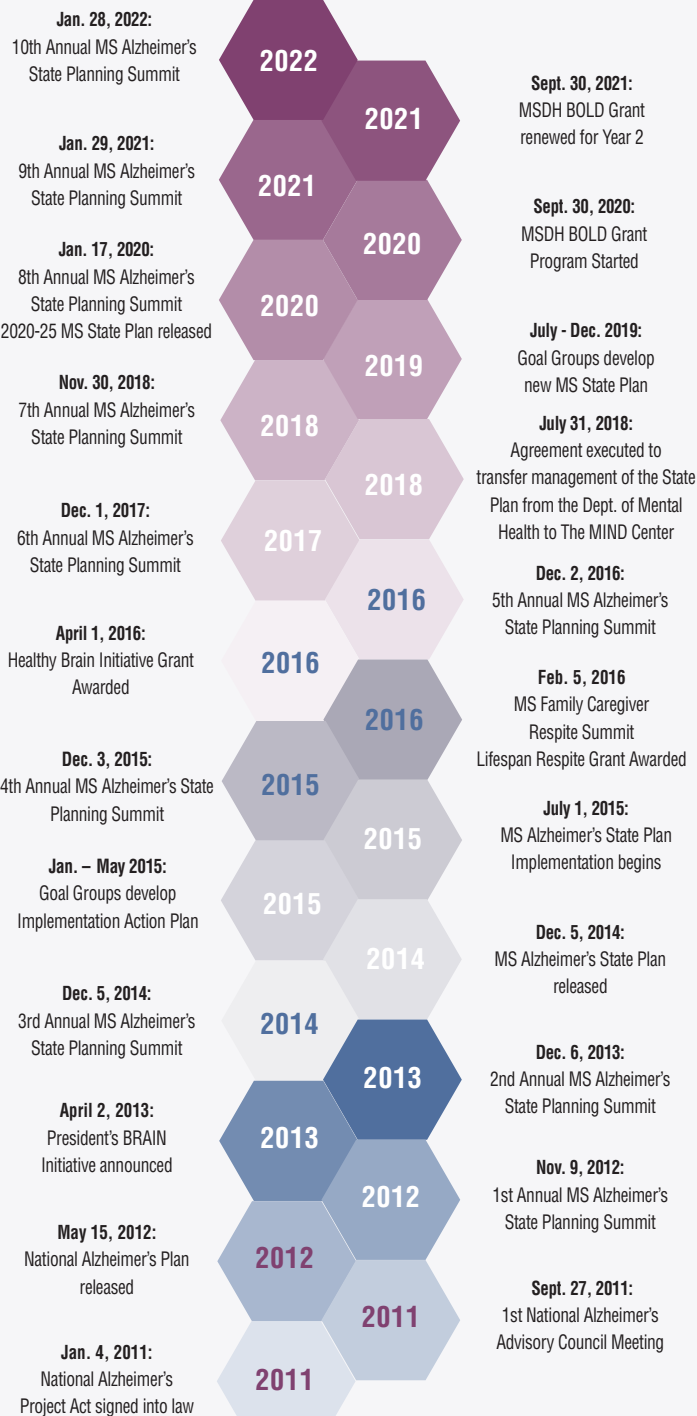 Jan. 28, 2022:
10th Annual MS Alzheimer's
State Planning Summit
2022
Sept. 30, 2021:
MSDH BOLD Grant
renewed for Year 2
2021
Jan. 29, 2021:
9th Annual MS Alzheimer's
State Planning Summit
2021
Sept. 30, 2020:
MSDH BOLD Grant
Program Started
2020
Jan. 17, 2020:
8th Annual MS Alzheimer's
State Planning Summit
2020-25 MS State Plan released
2020
July - Dec. 2019:
Goal Groups develop
new MS State Plan
2019
Nov. 30, 2018:
7th Annual MS Alzheimer's
State Planning Summit
2018
July 31, 2018:
Agreement executed to
transfer management of the State
Plan from the Dept. of Mental
Health to The MIND Center
2018
Dec. 1, 2017:
6th Annual MS Alzheimer's
State Planning Summit
2017
Dec. 2, 2016:
5th Annual MS Alzheimer's
State Planning Summit
2016
April 1, 2016:
Healthy Brain Initiative Grant
Awarded
2016
Feb. 5, 2016
MS Family Caregiver
Respite Summit
Lifespan Respite Grant Awarded
2016
Dec. 3, 2015:
4th Annual MS Alzheimer's State
Planning Summit
2015
July 1, 2015:
MS Alzheimer's State Plan
Implementation begins
2015
Jan. – May 2015:
Goal Groups develop
Implementation Action Plan
2015
Dec. 5, 2014:
MS Alzheimer's State Plan
released
2014
Dec. 5, 2014:
3rd Annual MS Alzheimer's
State Planning Summit
2014
Dec. 6, 2013:
2nd Annual MS Alzheimer's
State Planning Summit
2013
April 2, 2013:
President's BRAIN
Initiative announced
2013
Nov. 9, 2012:
1st Annual MS Alzheimer's
State Planning Summit
2012
May 15, 2012:
National Alzheimer's Plan
released
2012
Sept. 27, 2011:
1st National Alzheimer's
Advisory Council Meeting
2011
Jan. 4, 2011:
National Alzheimer's
Project Act signed into law
2011